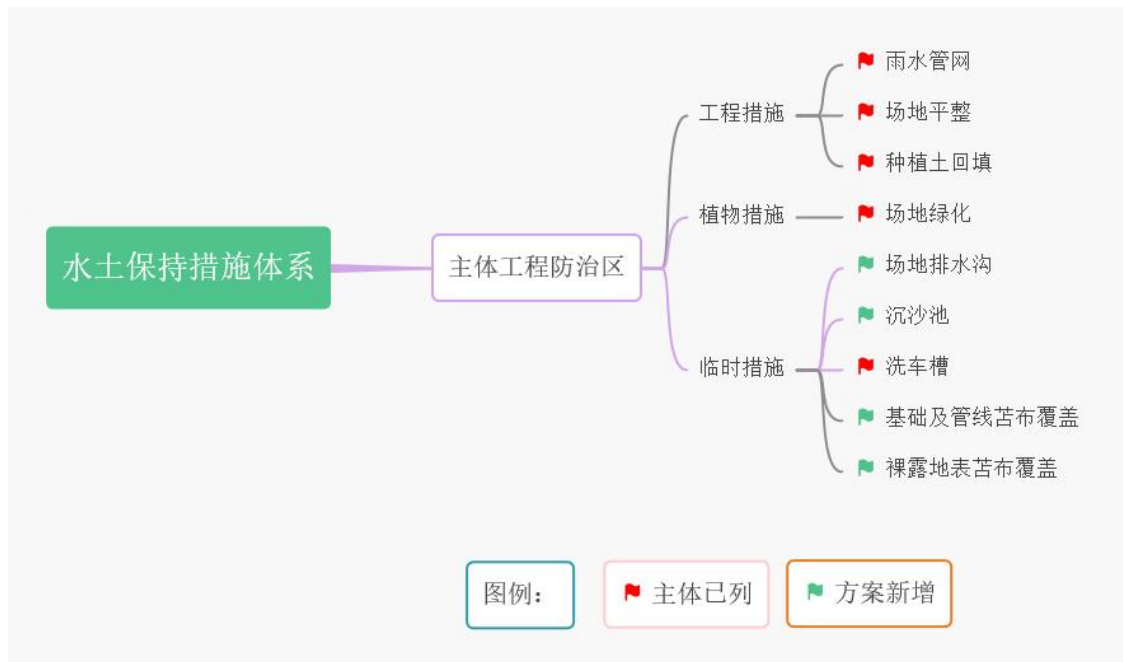 水土保持措施体系
主体工程防治区
工程措施
雨水管网
场地平整
种植土回填
植物措施
场地绿化
临时措施
场地排水沟
沉沙池
洗车槽
基础及管线苫布覆盖
裸露地表苫布覆盖
图例：
主体已列
方案新增